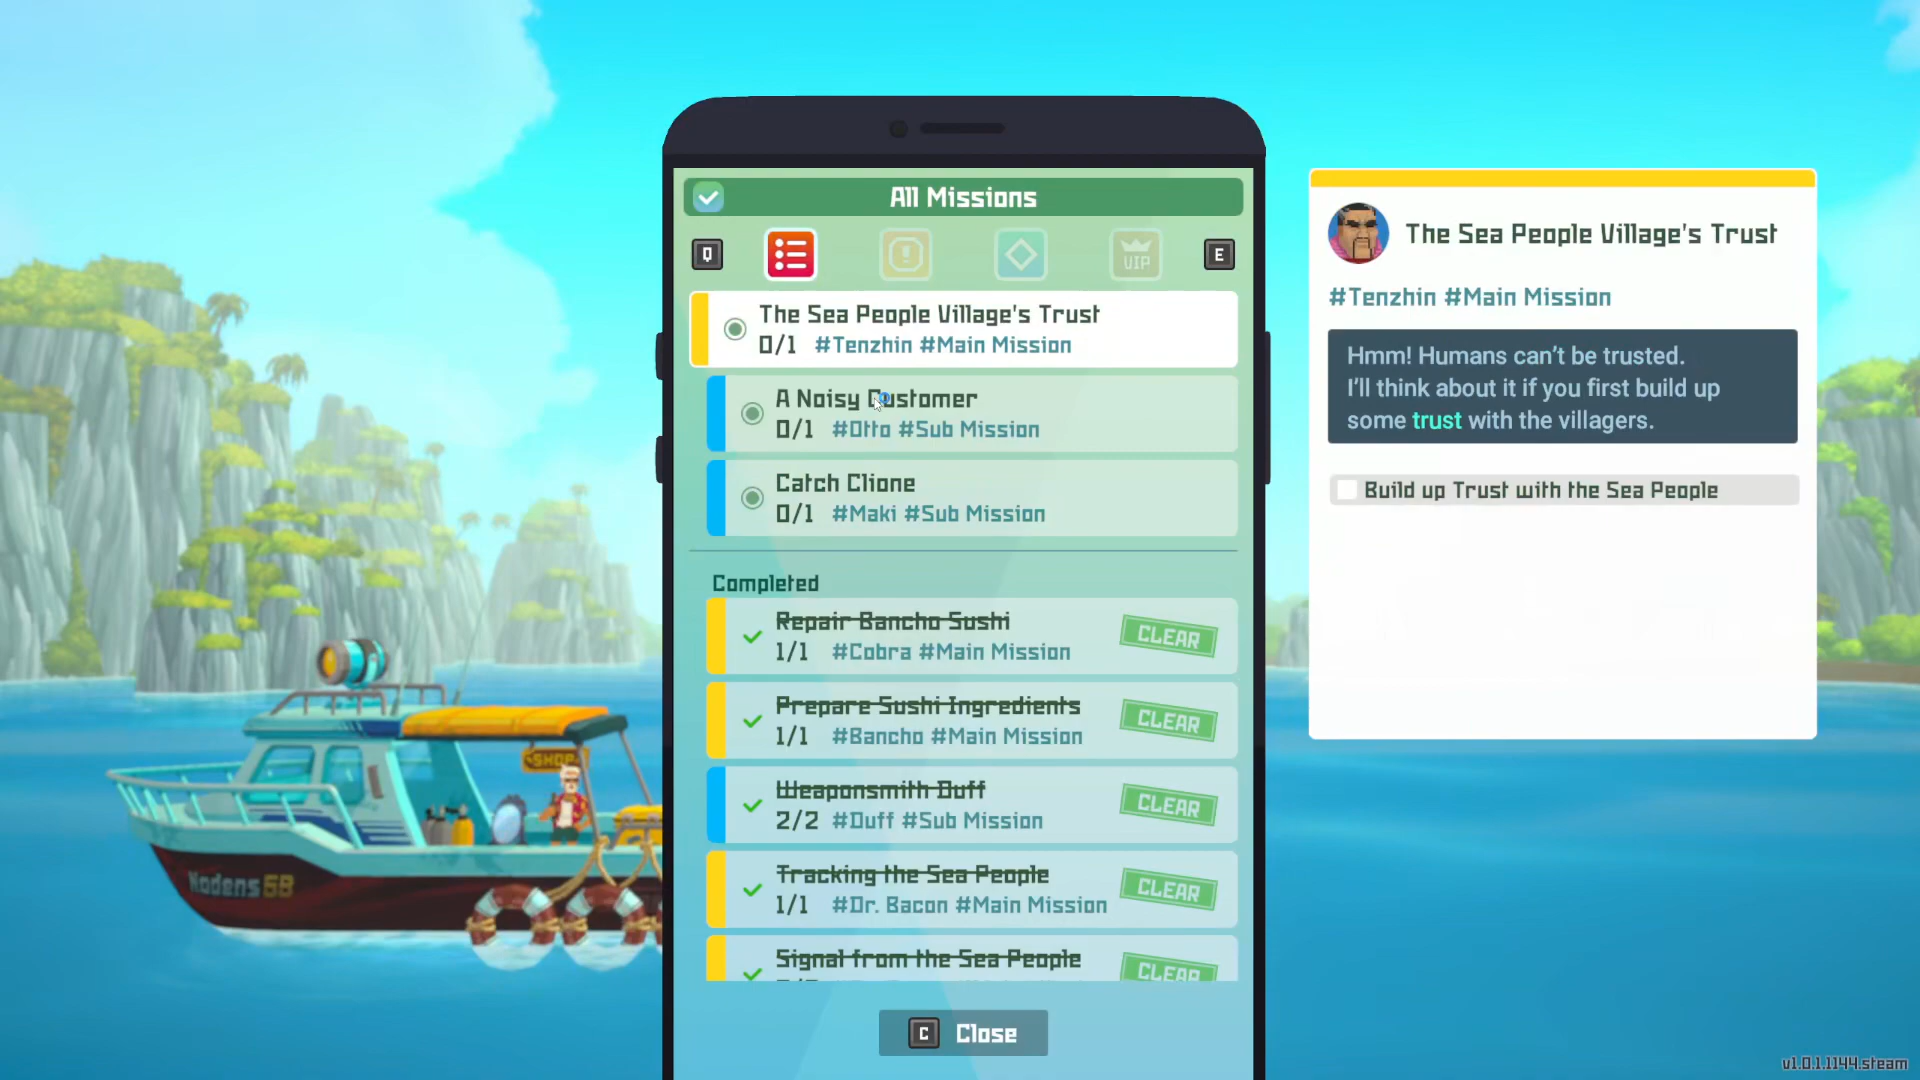 All Missions
Q
VIP
E
The Sea People Village's Trust
0/1 #Tenzhin #Main Mission
A Noisy Customer
0/1 #Otto #Sub Mission
Catch Clione
0/1 #Maki #Sub Mission
Completed
Repair Bancho Sushi
1/1 #Cobra #Main Mission
CLEAR
Prepare Sushi Ingredients
1/1 #Bancho #Main Mission
CLEAR
Weaponsmith Duff
2/2 #Duff #Sub Mission
CLEAR
Tracking the Sea People
1/1 #Dr. Bacon #Main Mission
CLEAR
Signal from the Sea People
CLEAR
C Close
The Sea People Village's Trust
#Tenzhin #Main Mission
Hmm! Humans can't be trusted.
I'll think about it if you first build up
some trust with the villagers.
Build up Trust with the Sea People
SHOP
Nodens 68
v1.0.1.1144.steam